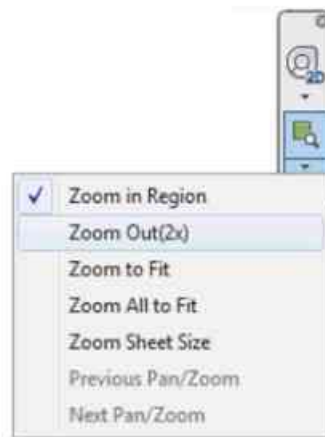 2D
Zoom in Region
Zoom Out(2x)
Zoom to Fit
Zoom All to Fit
Zoom Sheet Size
Previous Pan/Zoom
Next Pan/Zoom